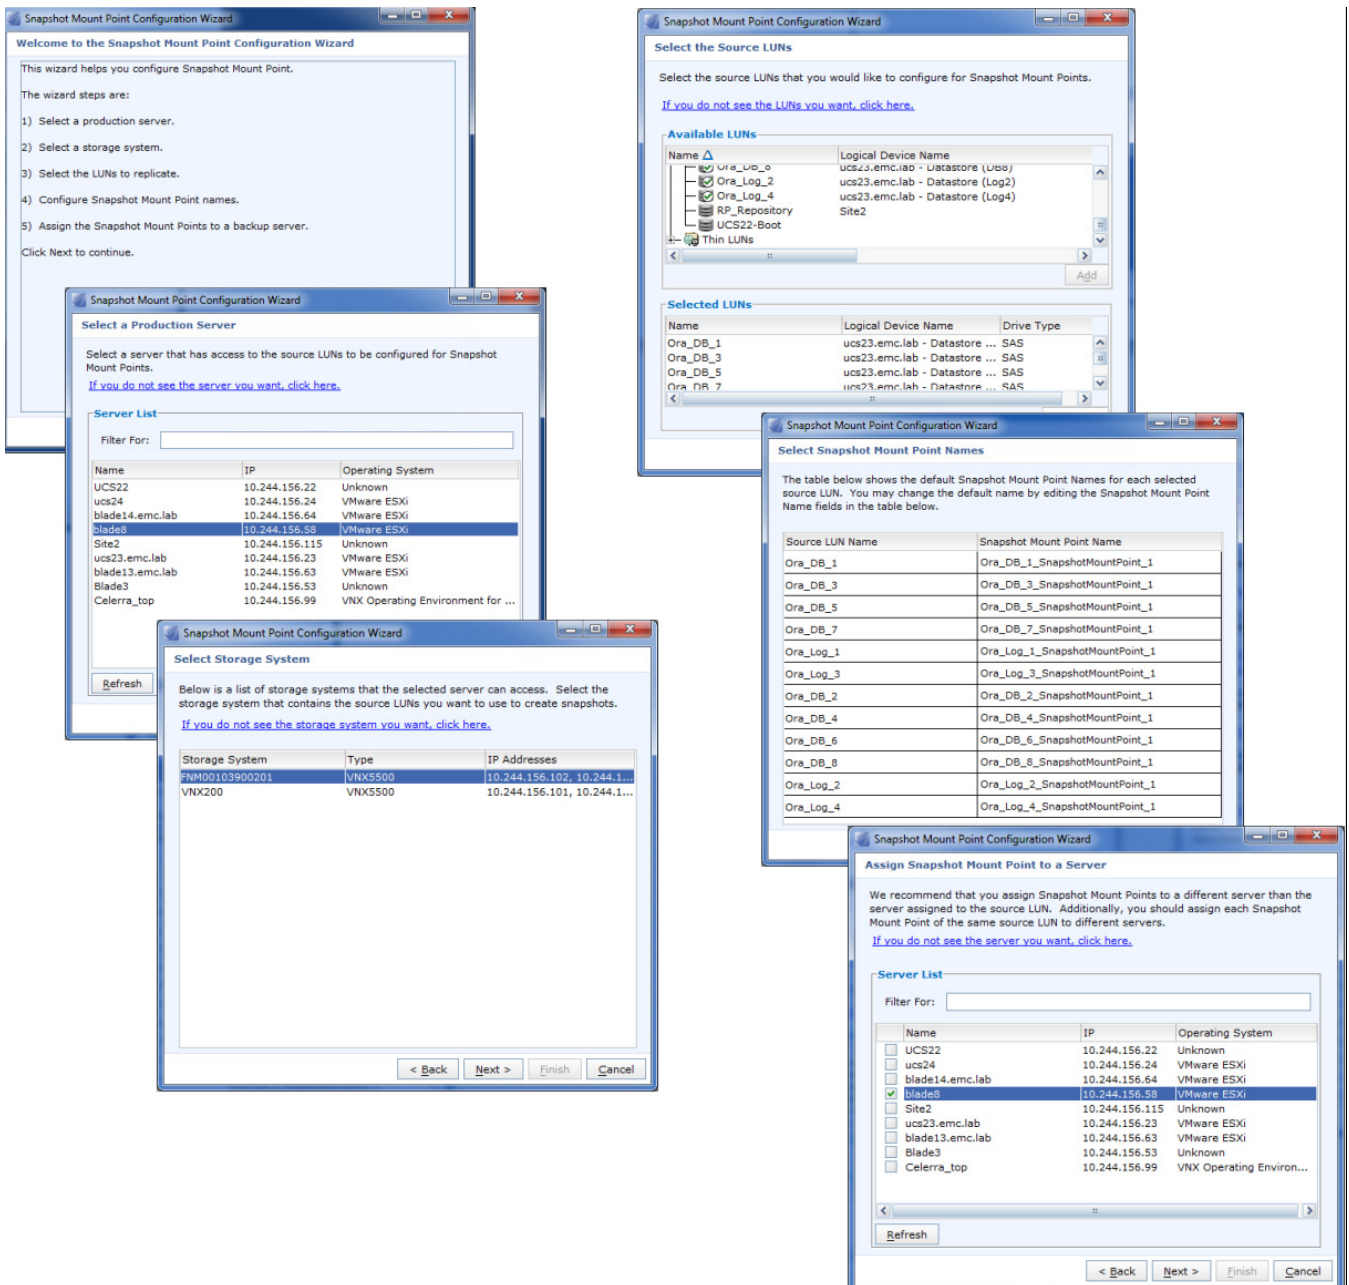 Snapshot Mount Point Configuration Wizard
Welcome to the Snapshot Mount Point Configuration Wizard
This wizard helps you configure Snapshot Mount Point.
The wizard steps are:
1) Select a production server.
2) Select a storage system.
3) Select the LUNs to replicate.
4) Configure Snapshot Mount Point names.
5) Assign the Snapshot Mount Points to a backup server.
Click Next to continue.
Snapshot Mount Point Configuration Wizard
Select a Production Server
Select a server that has access to the source LUNs to be configured for Snapshot
Mount Points.
If you do not see the server you want, click here.
Server List
Filter For:
Name IP Operating System
UCS22 10.244.156.22 Unknown
ucs24 10.244.156.24 VMware ESXi
blade14.emc.lab 10.244.156.64 VMware ESXi
blade8 10.244.156.58 VMware ESXi
Site2 10.244.156.115 Unknown
ucs23.emc.lab 10.244.156.23 VMware ESXi
blade13.emc.lab 10.244.156.63 VMware ESXi
Blade3 10.244.156.53 Unknown
Celerra_top 10.244.156.99 VNX Operating Environment for ...
Refresh
Snapshot Mount Point Configuration Wizard
Select Storage System
Below is a list of storage systems that the selected server can access. Select the
storage system that contains the source LUNs you want to use to create snapshots.
If you do not see the storage system you want, click here.
Storage System Type IP Addresses
FNM00103900201 VNX5500 10.244.156.102, 10.244.1...
VNX200 VNX5500 10.244.156.101, 10.244.1...
< Back Next > Finish Cancel
Snapshot Mount Point Configuration Wizard
Select the Source LUNs
Select the source LUNs that you would like to configure for Snapshot Mount Points.
If you do not see the LUNs you want, click here.
Available LUNs
Name Logical Device Name
Ora_DB_8 ucs23.emc.lab - Datastore (DB8)
Ora_Log_2 ucs23.emc.lab - Datastore (Log2)
Ora_Log_4 ucs23.emc.lab - Datastore (Log4)
RP_Repository Site2
UCS22-Boot
Thin LUNs
Add
Selected LUNs
Name Logical Device Name Drive Type
Ora_DB_1 ucs23.emc.lab - Datastore ... SAS
Ora_DB_3 ucs23.emc.lab - Datastore ... SAS
Ora_DB_5 ucs23.emc.lab - Datastore ... SAS
Ora_DB_7 ucs23.emc.lab - Datastore ... SAS
Snapshot Mount Point Configuration Wizard
Select Snapshot Mount Point Names
The table below shows the default Snapshot Mount Point Names for each selected
source LUN. You may change the default name by editing the Snapshot Mount Point
Name fields in the table below.
Source LUN Name Snapshot Mount Point Name
Ora_DB_1 Ora_DB_1_SnapshotMountPoint_1
Ora_DB_3 Ora_DB_3_SnapshotMountPoint_1
Ora_DB_5 Ora_DB_5_SnapshotMountPoint_1
Ora_DB_7 Ora_DB_7_SnapshotMountPoint_1
Ora_Log_1 Ora_Log_1_SnapshotMountPoint_1
Ora_Log_3 Ora_Log_3_SnapshotMountPoint_1
Ora_DB_2 Ora_DB_2_SnapshotMountPoint_1
Ora_DB_4 Ora_DB_4_SnapshotMountPoint_1
Ora_DB_6 Ora_DB_6_SnapshotMountPoint_1
Ora_DB_8 Ora_DB_8_SnapshotMountPoint_1
Ora_Log_2 Ora_Log_2_SnapshotMountPoint_1
Ora_Log_4 Ora_Log_4_SnapshotMountPoint_1
Snapshot Mount Point Configuration Wizard
Assign Snapshot Mount Point to a Server
We recommend that you assign Snapshot Mount Points to a different server than the
server assigned to the source LUN. Additionally, you should assign each Snapshot
Mount Point of the same source LUN to different servers.
If you do not see the server you want, click here.
Server List
Filter For:
Name IP Operating System
UCS22 10.244.156.22 Unknown
ucs24 10.244.156.24 VMware ESXi
blade14.emc.lab 10.244.156.64 VMware ESXi
blade8 10.244.156.58 VMware ESXi
Site2 10.244.156.115 Unknown
ucs23.emc.lab 10.244.156.23 VMware ESXi
blade13.emc.lab 10.244.156.63 VMware ESXi
Blade3 10.244.156.53 Unknown
Celerra_top 10.244.156.99 VNX Operating Environ...
Refresh
< Back Next > Finish Cancel